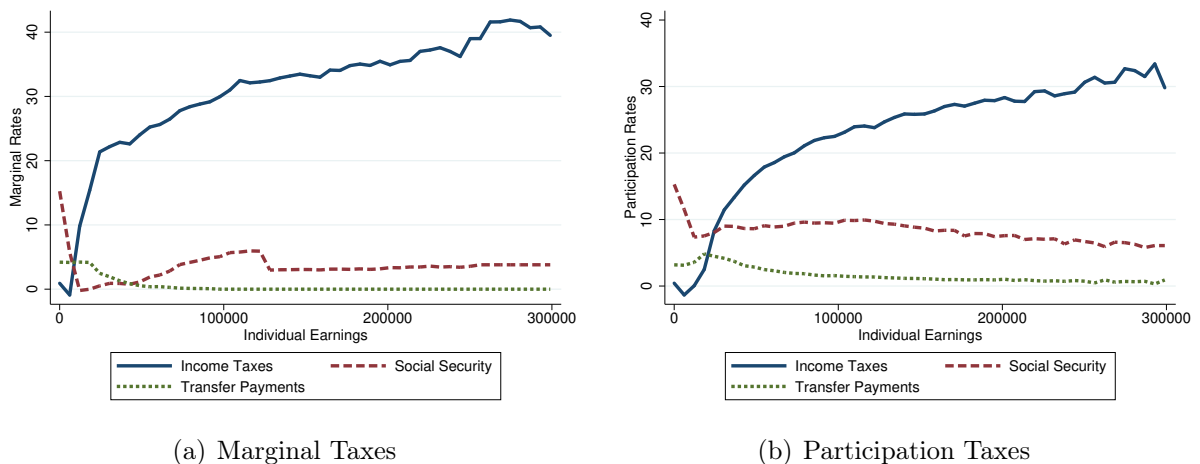 40
30
20
10
0
Marginal Rates
0 100000 200000 300000
Individual Earnings
Income Taxes Social Security
Transfer Payments
(a) Marginal Taxes
40
30
20
10
0
Participation Rates
0 100000 200000 300000
Individual Earnings
Income Taxes Social Security
Transfer Payments
(b) Participation Taxes